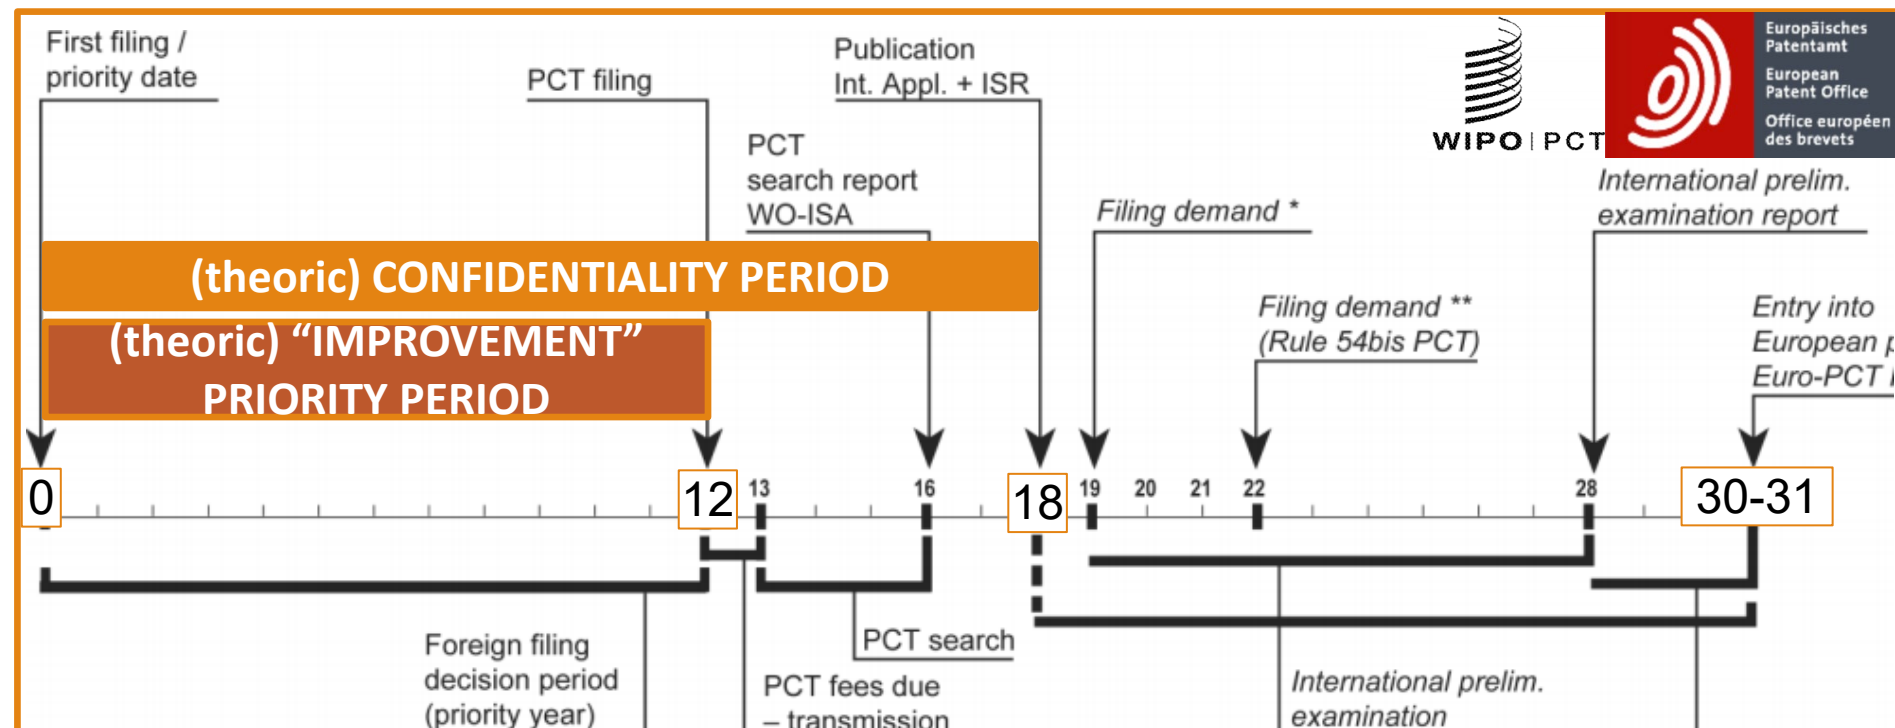 First filing /
priority date
PCT filing
Publication
Int. Appl. + ISR
PCT
search report
WO-ISA
WIPO | PCT
Europäisches
Patentamt
European
Patent Office
Office européen
des brevets
Filing demand *
International prelim.
examination report
(theoric) CONFIDENTIALITY PERIOD
Filing demand **
(Rule 54bis PCT)
Entry into
European
Euro-PCT
(theoric) “IMPROVEMENT”
PRIORITY PERIOD
0
12
13
16
18
19
20
21
22
28
30-31
Foreign filing
decision period
(priority year)
PCT search
PCT fees due
– transmission
International prelim.
examination